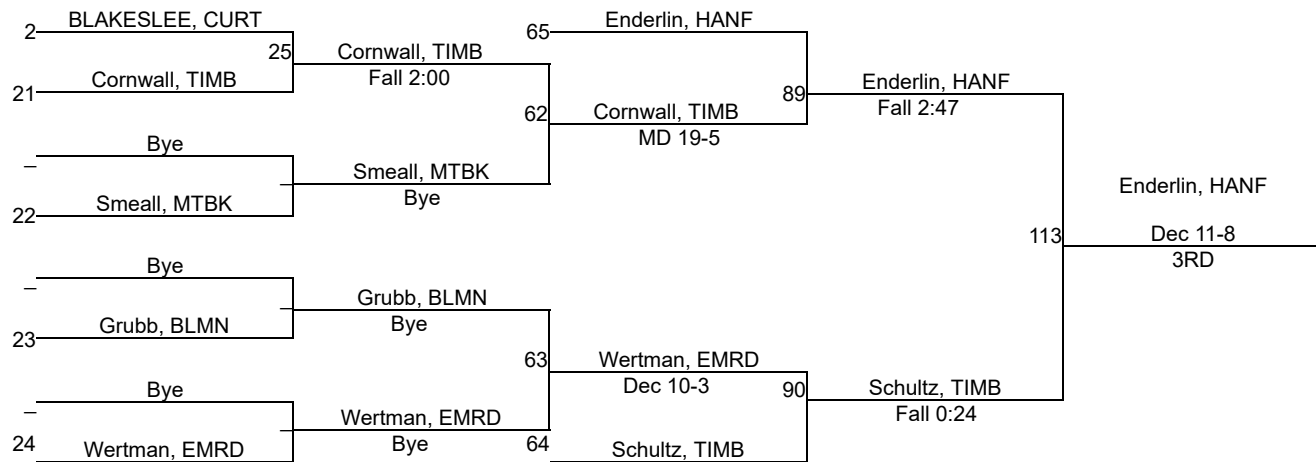 2 BLAKESLEE, CURT
65 Enderlin, HANF
25 Cornwall, TIMB
Fall 2:00
21 Cornwall, TIMB
89 Enderlin, HANF
Fall 2:47
62 Cornwall, TIMB
MD 19-5
_ Bye
_ Smeall, MTBK
Bye
22 Smeall, MTBK
Enderlin, HANF
113 Dec 11-8
3RD
_ Bye
_ Grubb, BLMN
Bye
23 Grubb, BLMN
63 Wertman, EMRD
Dec 10-3
_ Bye
90 Schultz, TIMB
Fall 0:24
_ Wertman, EMRD
Bye
24 Wertman, EMRD
64 Schultz, TIMB